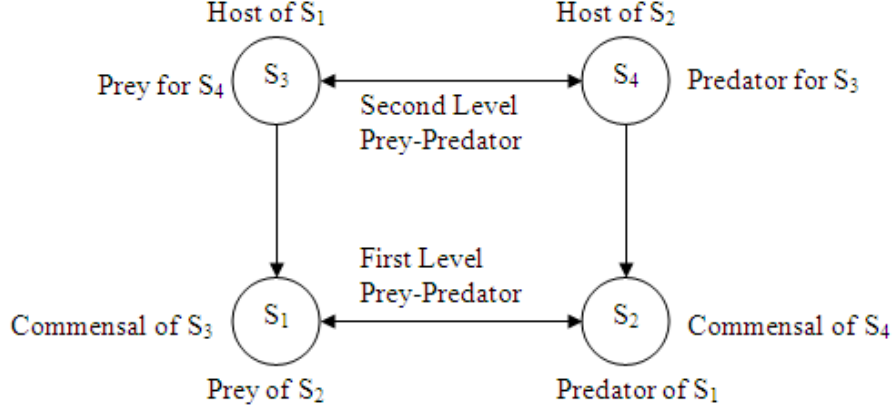 Host of S₁
Host of S₂
S₃
S₄
Prey for S₄
Predator for S₃
Second Level
Prey-Predator
First Level
Prey-Predator
S₁
S₂
Commensal of S₃
Commensal of S₄
Prey of S₂
Predator of S₁